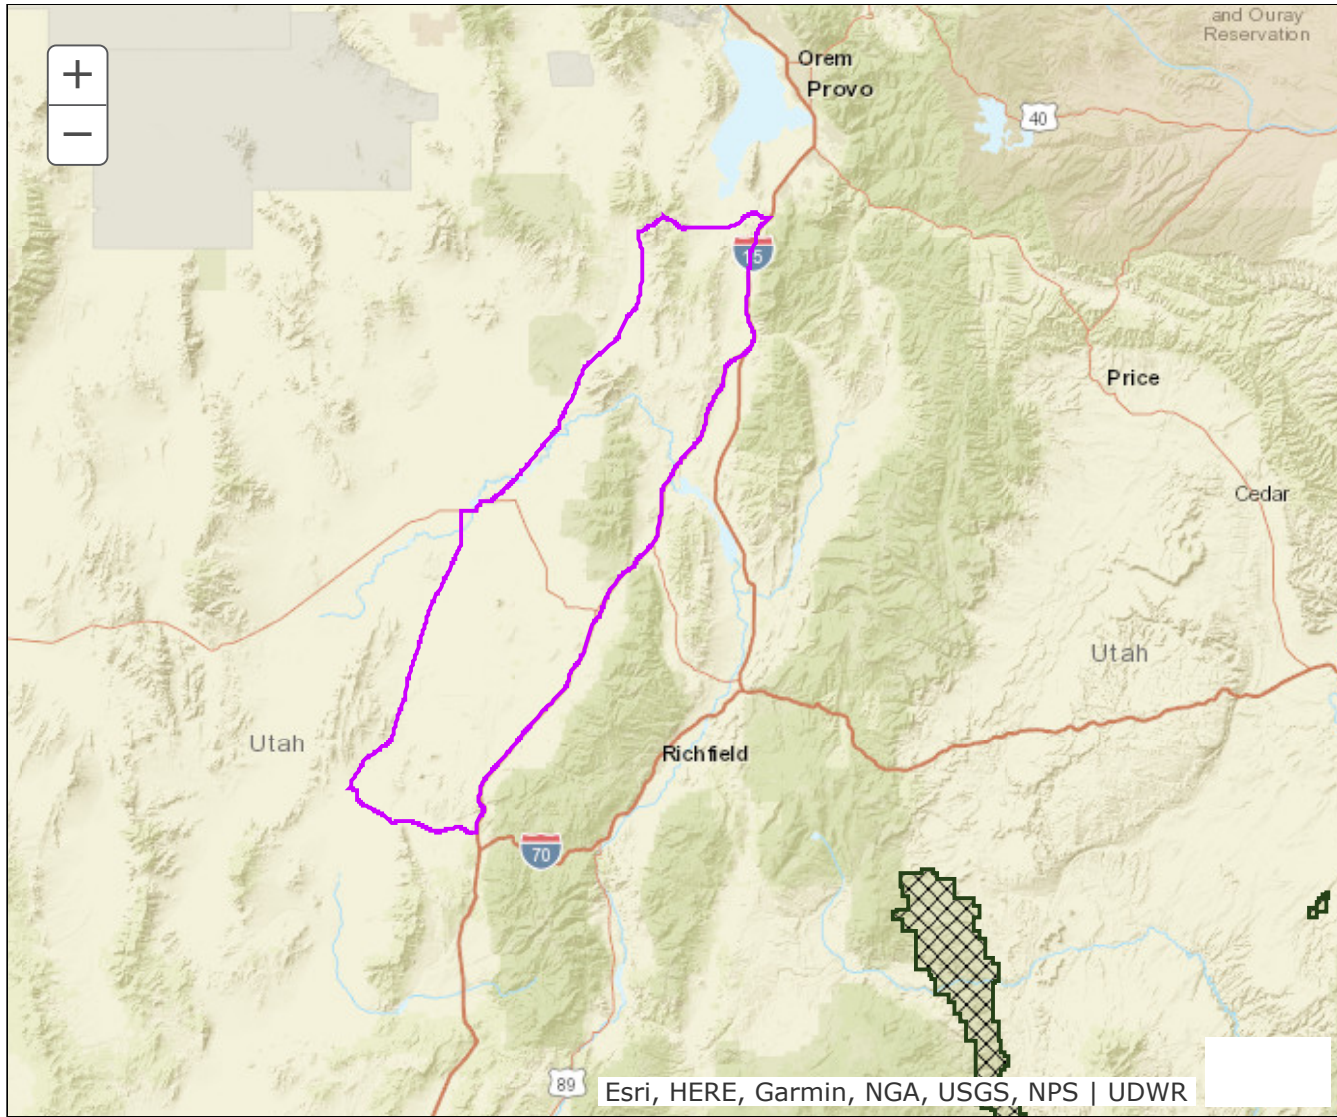 and Ouray
Reservation
+
−
Orem
Provo
40
15
Price
Cedar
Utah
Utah
Richfield
70
89
Esri, HERE, Garmin, NGA, USGS, NPS | UDWR